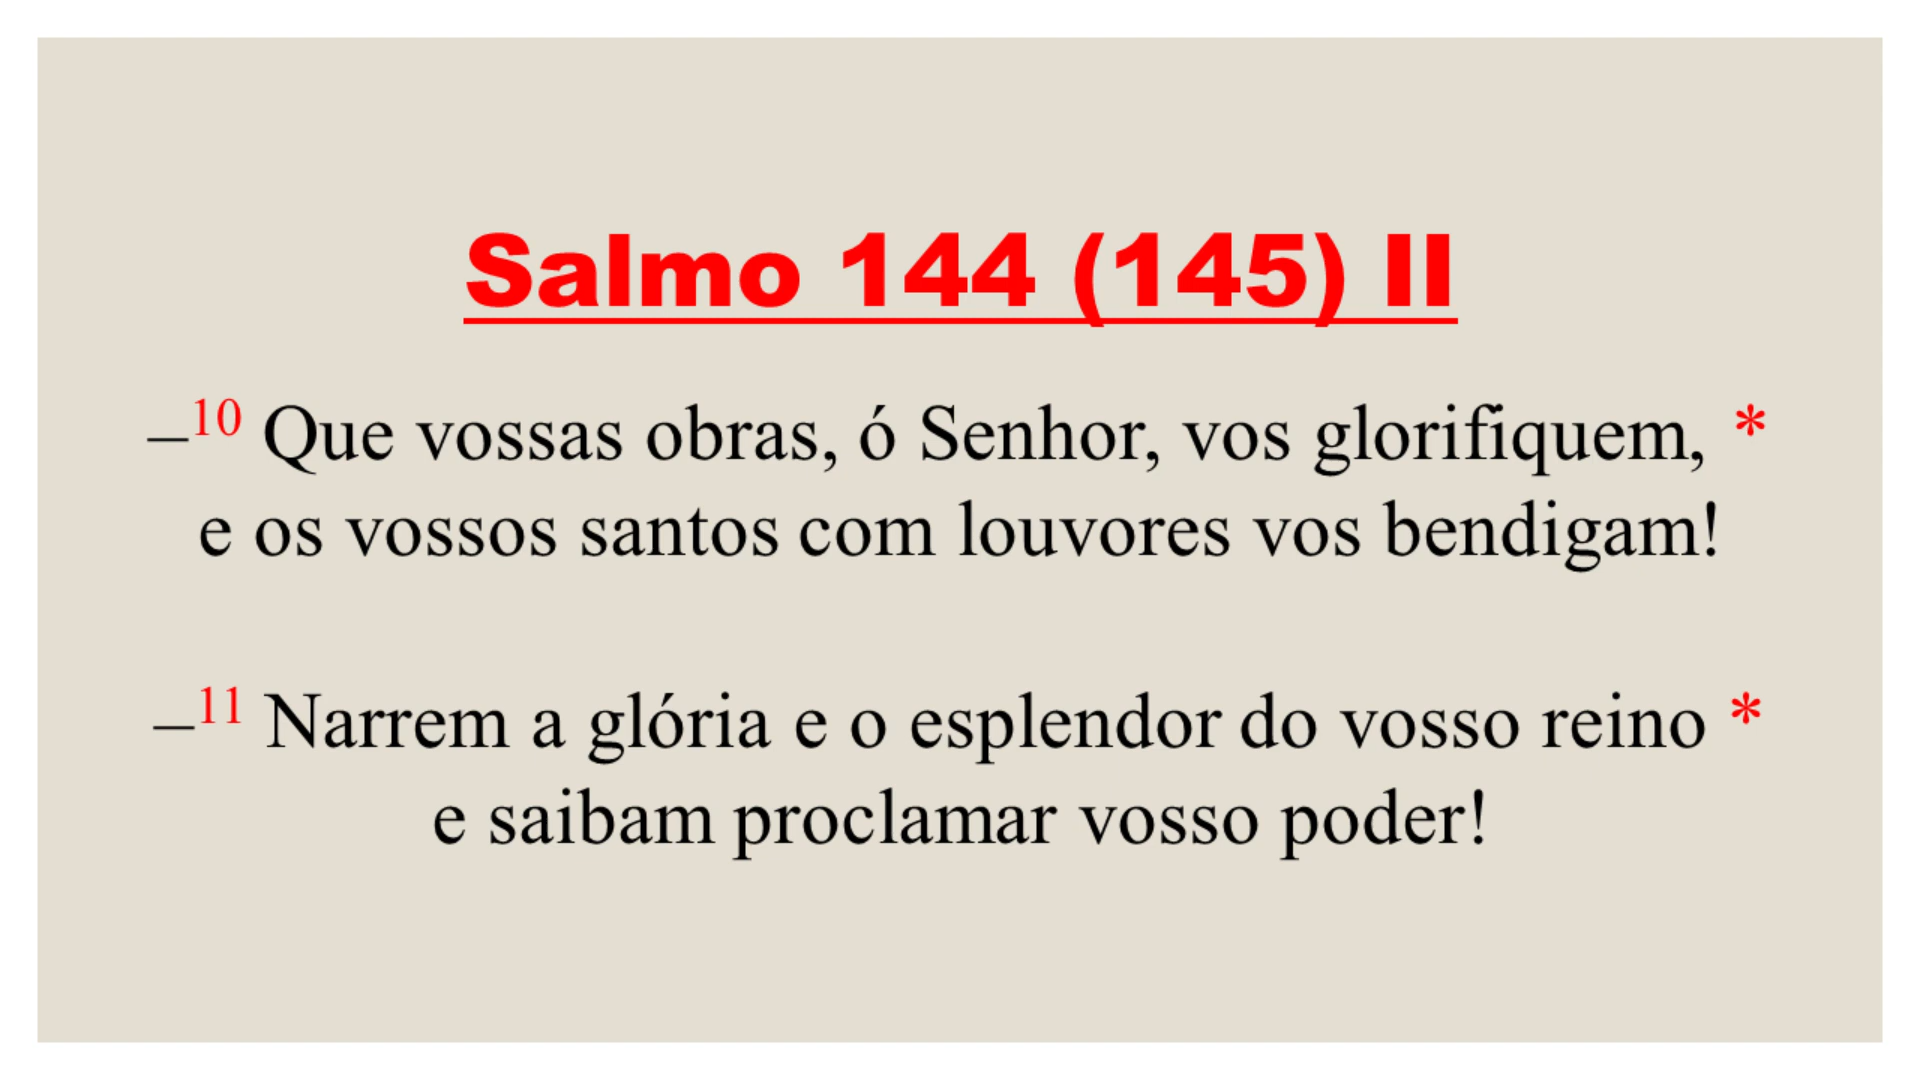 Salmo 144 (145) II
–10 Que vossas obras, ó Senhor, vos glorifiquem, *
e os vossos santos com louvores vos bendigam!
–11 Narrem a glória e o esplendor do vosso reino *
e saibam proclamar vosso poder!